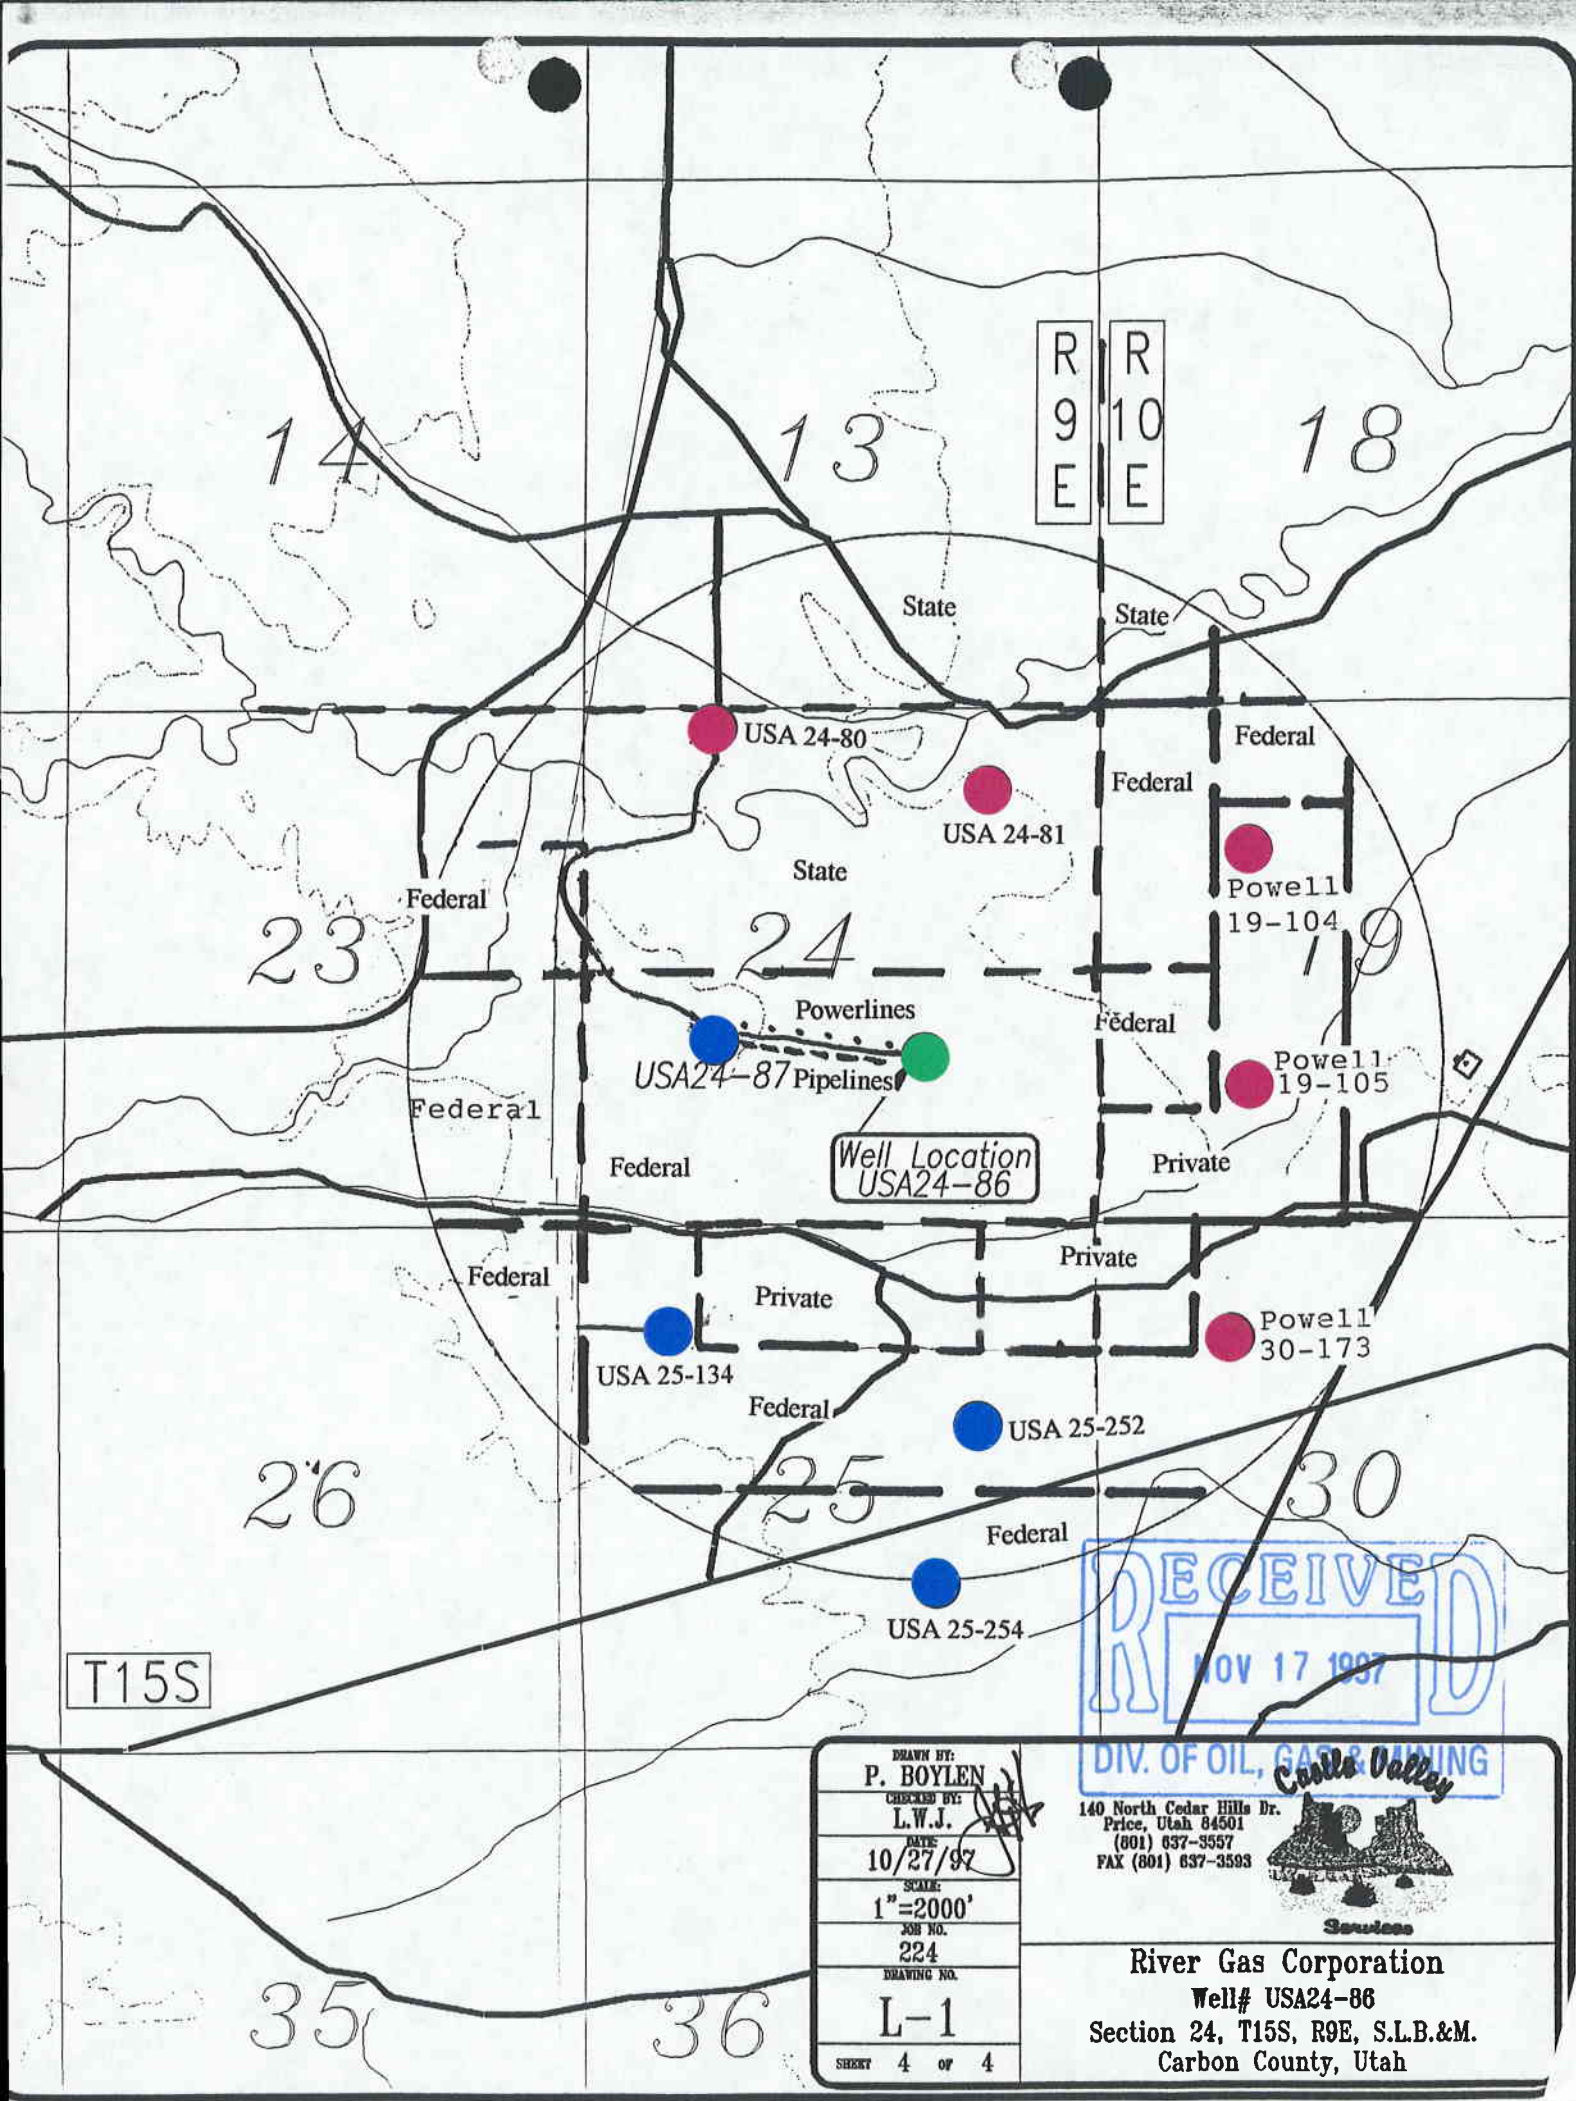 R
9
E
R
10
E
14
13
18
State
State
USA 24-80
Federal
Federal
USA 24-81
State
Powell
19-104
Federal
23
24
19
Powerlines
Federal
USA24-87
Pipelines
Powell
19-105
Federal
Well Location
USA24-86
Federal
Private
Federal
Private
Private
Powell
30-173
USA 25-134
Federal
USA 25-252
26
25
30
Federal
USA 25-254
T15S
RECEIVED
NOV 17 1997
DIV. OF OIL, GAS & MINING
DRAWN BY:
P. BOYLEN
CHECKED BY:
L.W.J.
DATE:
10/27/97
SCALE:
1"=2000'
JOB NO.
224
DRAWING NO.
L-1
SHEET 4 OF 4
Castle Valley
Services
140 North Cedar Hills Dr.
Price, Utah 84501
(801) 637-3557
FAX (801) 637-3593
River Gas Corporation
Well# USA24-86
Section 24, T15S, R9E, S.L.B.&M.
Carbon County, Utah
35
36